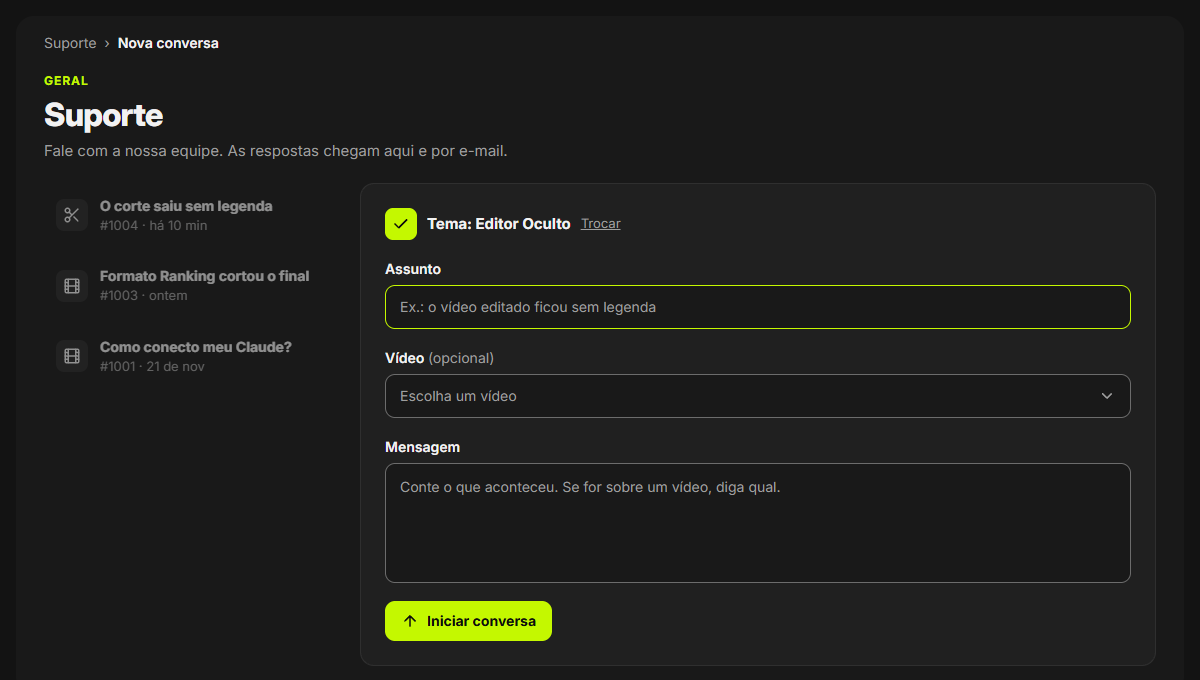 Suporte › Nova conversa
GERAL
Suporte
Fale com a nossa equipe. As respostas chegam aqui e por e-mail.
O corte saiu sem legenda
#1004 · há 10 min
Formato Ranking cortou o final
#1003 · ontem
Como conecto meu Claude?
#1001 · 21 de nov
Tema: Editor Oculto Trocar
Assunto
Ex.: o vídeo editado ficou sem legenda
Vídeo (opcional)
Escolha um vídeo
Mensagem
Conte o que aconteceu. Se for sobre um vídeo, diga qual.
Iniciar conversa